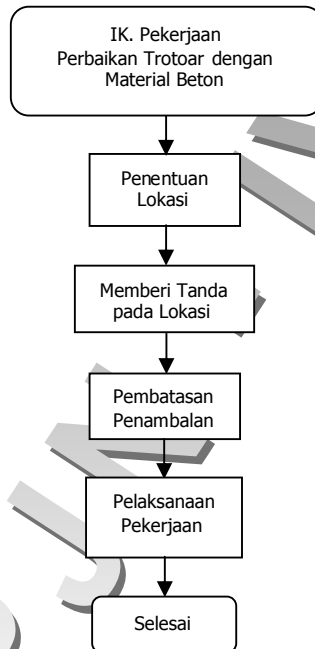 IK. Pekerjaan
Perbaikan Trotoar dengan
Material Beton
Penentuan
Lokasi
Memberi Tanda
pada Lokasi
Pembatasan
Penambalan
Pelaksanaan
Pekerjaan
Selesai